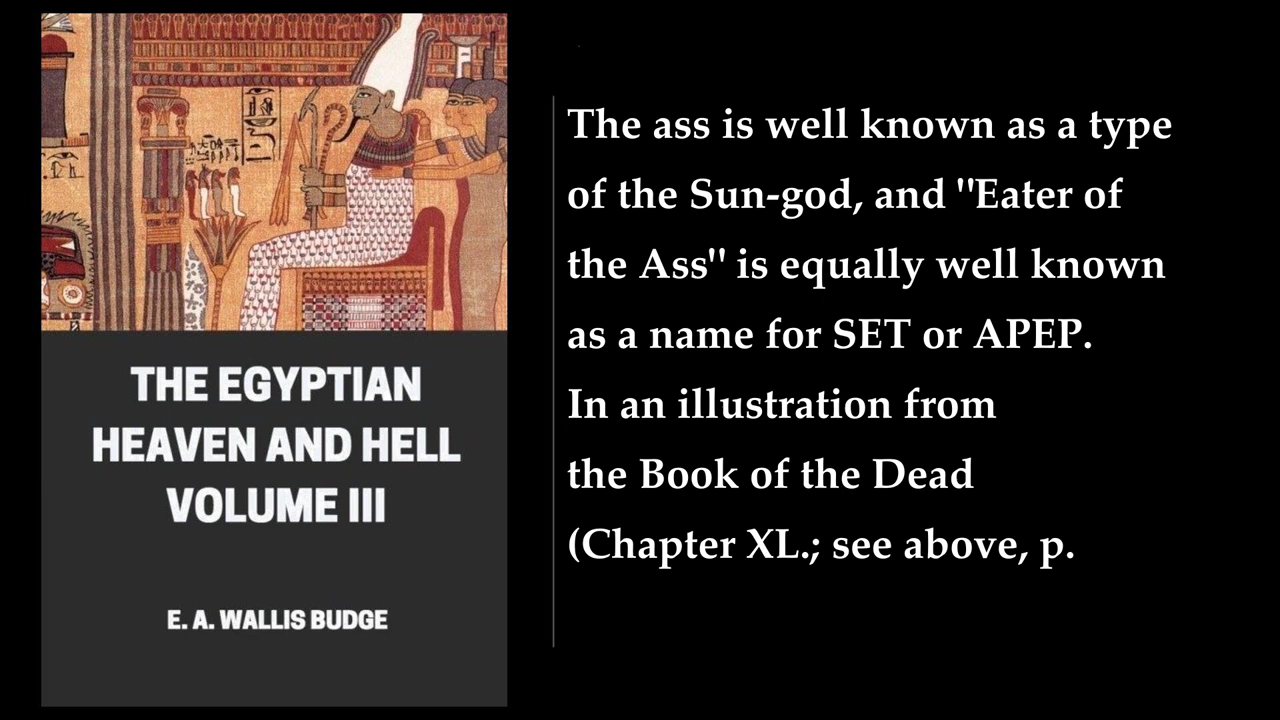 THE EGYPTIAN
HEAVEN AND HELL
VOLUME III
E. A. WALLIS BUDGE
The ass is well known as a type
of the Sun-god, and "Eater of
the Ass" is equally well known
as a name for SET or APEP.
In an illustration from
the Book of the Dead
(Chapter XL.; see above, p.